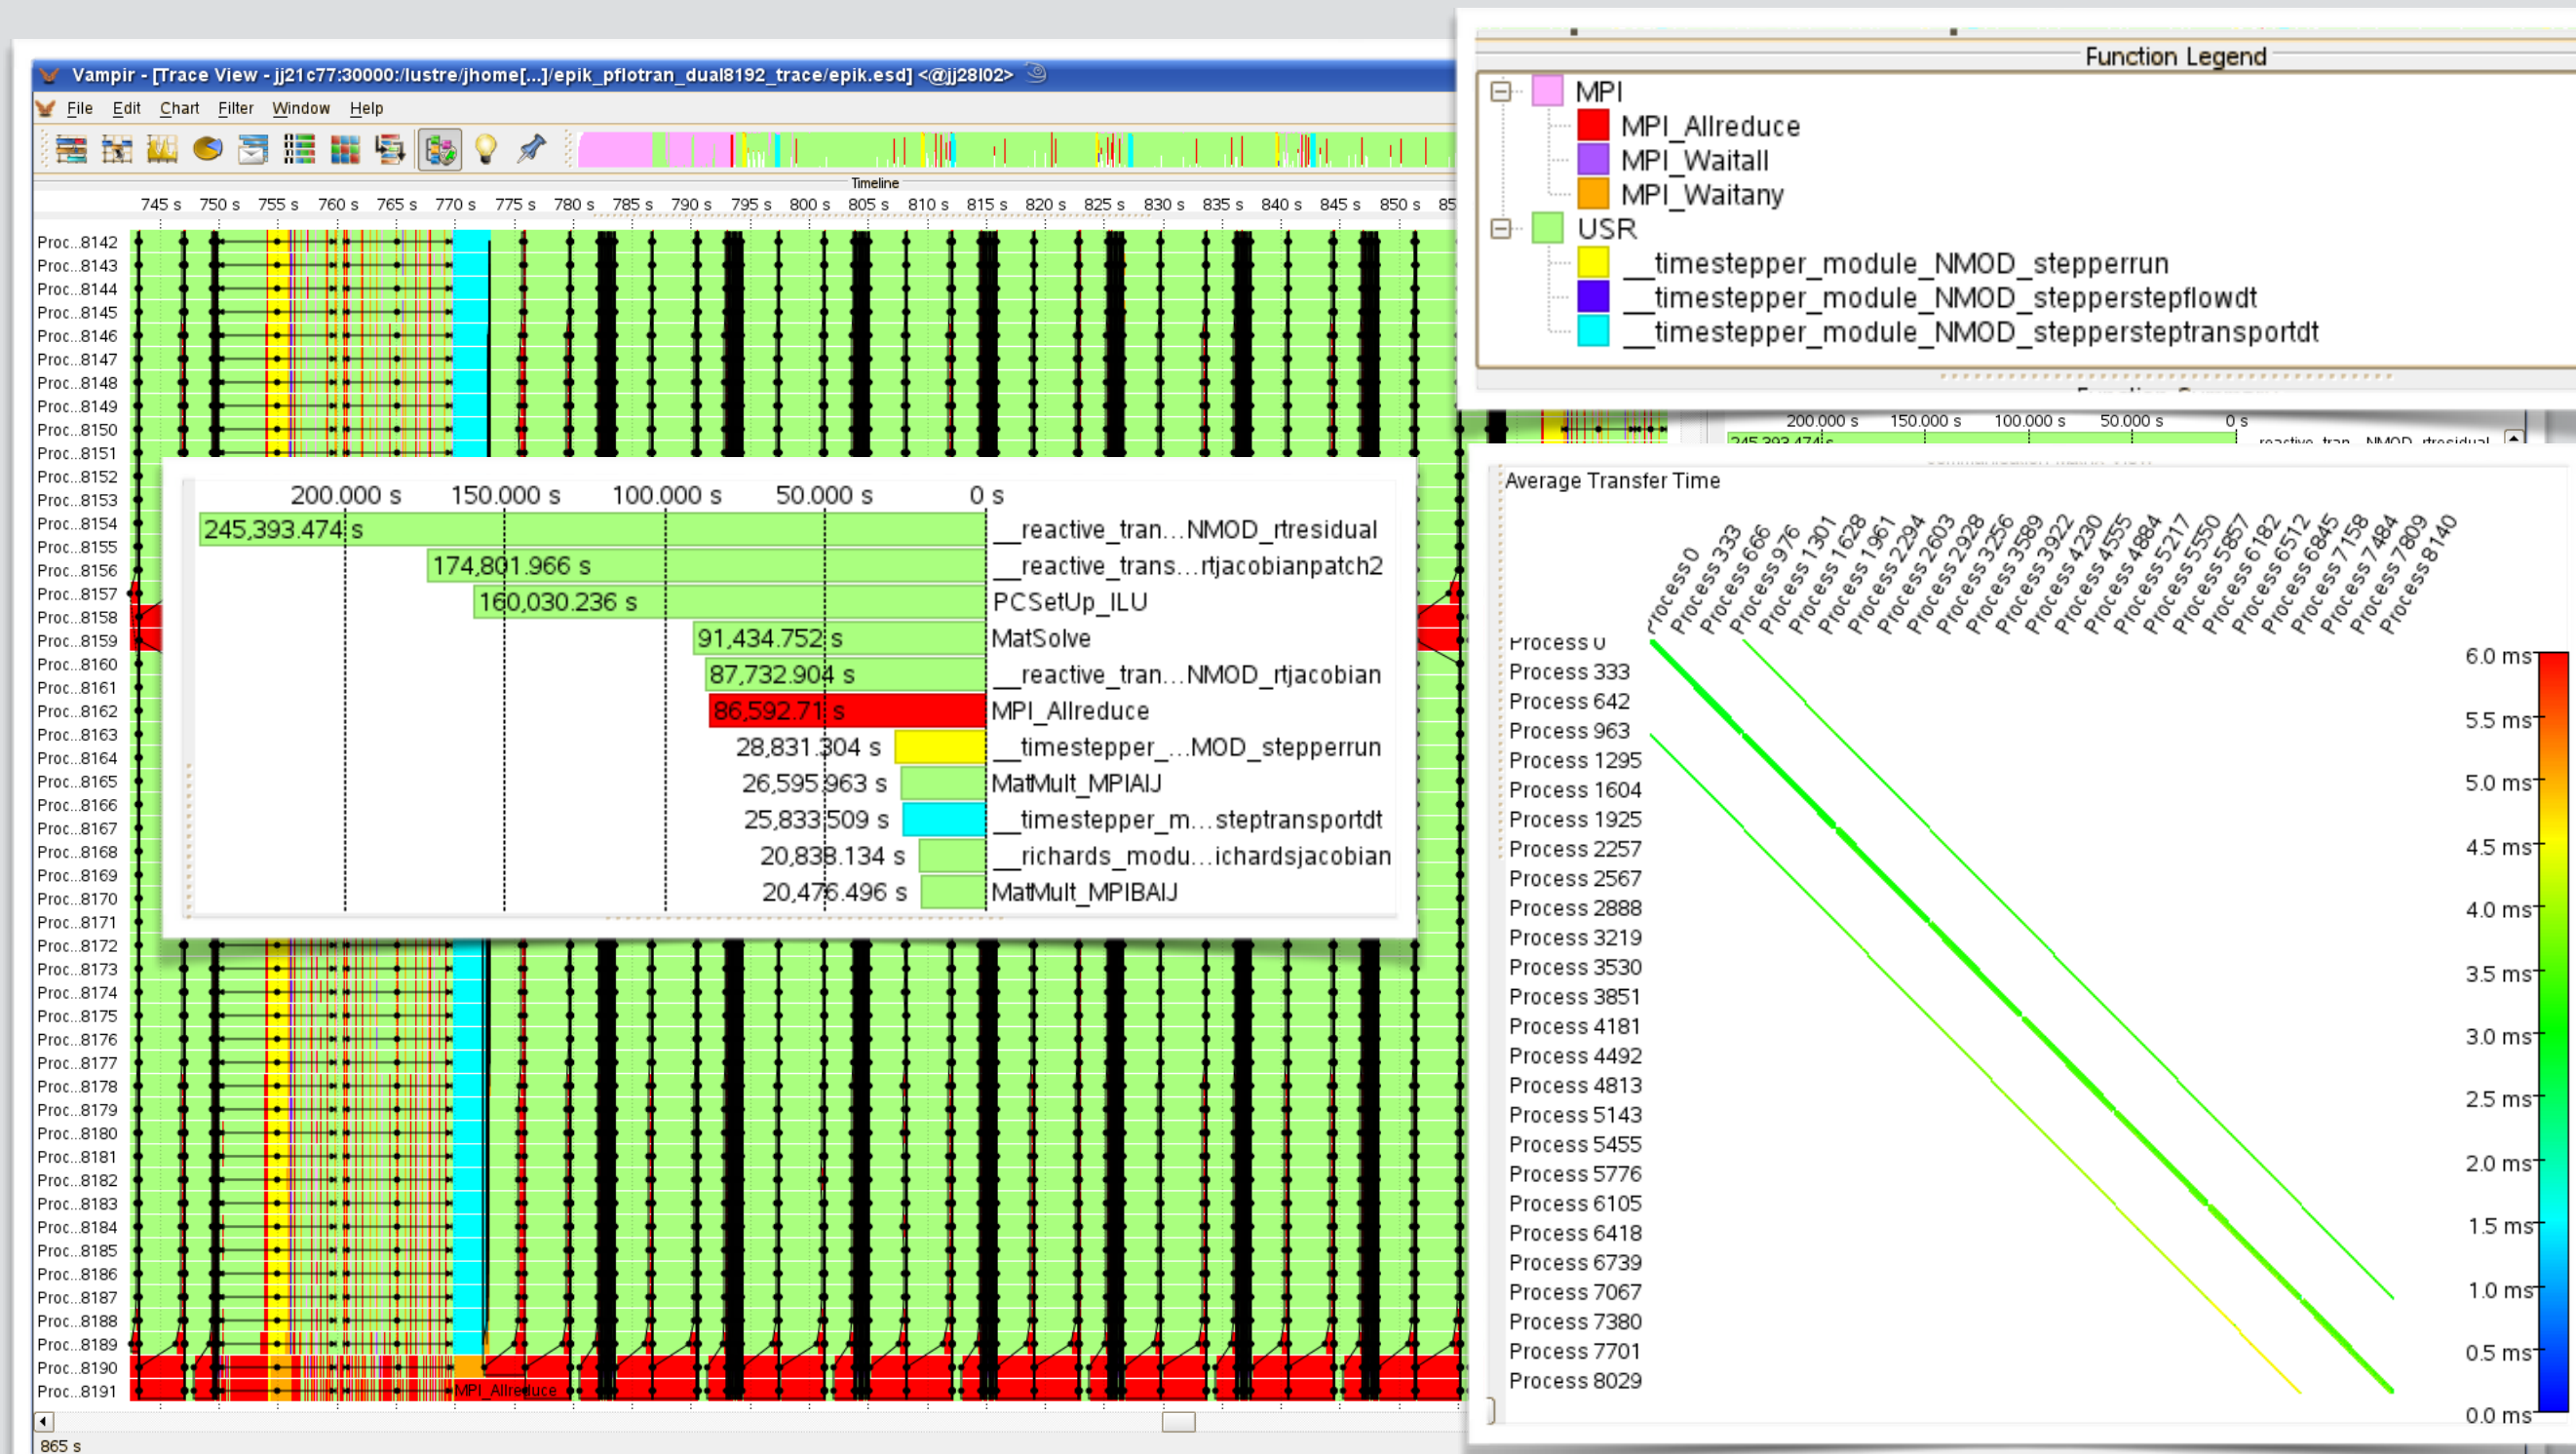 Vampir - [Trace View - jj21c77:30000:/lustre/jhome[...]/epik_pflotran_dual8192_trace/epik.esd] <@jj28l02>
File Edit Chart Filter Window Help
Timeline
745 s 750 s 755 s 760 s 765 s 770 s 775 s 780 s 785 s 790 s 795 s 800 s 805 s 810 s 815 s 820 s 825 s 830 s 835 s 840 s 845 s 850 s
Proc...8142
Proc...8143
Proc...8144
Proc...8145
Proc...8146
Proc...8147
Proc...8148
Proc...8149
Proc...8150
Proc...8151
Proc...8152
Proc...8153
Proc...8154
Proc...8155
Proc...8156
Proc...8157
Proc...8158
Proc...8159
Proc...8160
Proc...8161
Proc...8162
Proc...8163
Proc...8164
Proc...8165
Proc...8166
Proc...8167
Proc...8168
Proc...8169
Proc...8170
Proc...8171
Proc...8172
Proc...8173
Proc...8174
Proc...8175
Proc...8176
Proc...8177
Proc...8178
Proc...8179
Proc...8180
Proc...8181
Proc...8182
Proc...8183
Proc...8184
Proc...8185
Proc...8186
Proc...8187
Proc...8188
Proc...8189
Proc...8190
Proc...8191
MPI_Allreduce
865 s
200.000 s 150.000 s 100.000 s 50.000 s 0 s
245,393.474 s __reactive_tran...NMOD_rtresidual
174,801.966 s __reactive_trans...rtjacobianpatch2
160,030.236 s PCSetUp_ILU
91,434.752 s MatSolve
87,732.904 s __reactive_tran...NMOD_rtjacobian
86,592.71 s MPI_Allreduce
28,831.304 s __timestepper_...MOD_stepperrun
26,595.963 s MatMult_MPIAIJ
25,833.509 s __timestepper_m...steptransportdt
20,838.134 s __richards_modu...ichardsjacobian
20,476.496 s MatMult_MPIBAIJ
Function Legend
MPI
MPI_Allreduce
MPI_Waitall
MPI_Waitany
USR
__timestepper_module_NMOD_stepperrun
__timestepper_module_NMOD_stepperstepflowdt
__timestepper_module_NMOD_steppersteptransportdt
200.000 s 150.000 s 100.000 s 50.000 s 0 s
245,393.474 s reactive_tran...NMOD_rtresidual
Average Transfer Time
Process 0
Process 333
Process 666
Process 976
Process 1301
Process 1628
Process 1961
Process 2294
Process 2603
Process 2928
Process 3256
Process 3589
Process 3922
Process 4230
Process 4555
Process 4884
Process 5217
Process 5550
Process 5857
Process 6182
Process 6512
Process 6845
Process 7158
Process 7484
Process 7809
Process 8140
Process 0
Process 333
Process 642
Process 963
Process 1295
Process 1604
Process 1925
Process 2257
Process 2567
Process 2888
Process 3219
Process 3530
Process 3851
Process 4181
Process 4492
Process 4813
Process 5143
Process 5455
Process 5776
Process 6105
Process 6418
Process 6739
Process 7067
Process 7380
Process 7701
Process 8029
6.0 ms
5.5 ms
5.0 ms
4.5 ms
4.0 ms
3.5 ms
3.0 ms
2.5 ms
2.0 ms
1.5 ms
1.0 ms
0.5 ms
0.0 ms